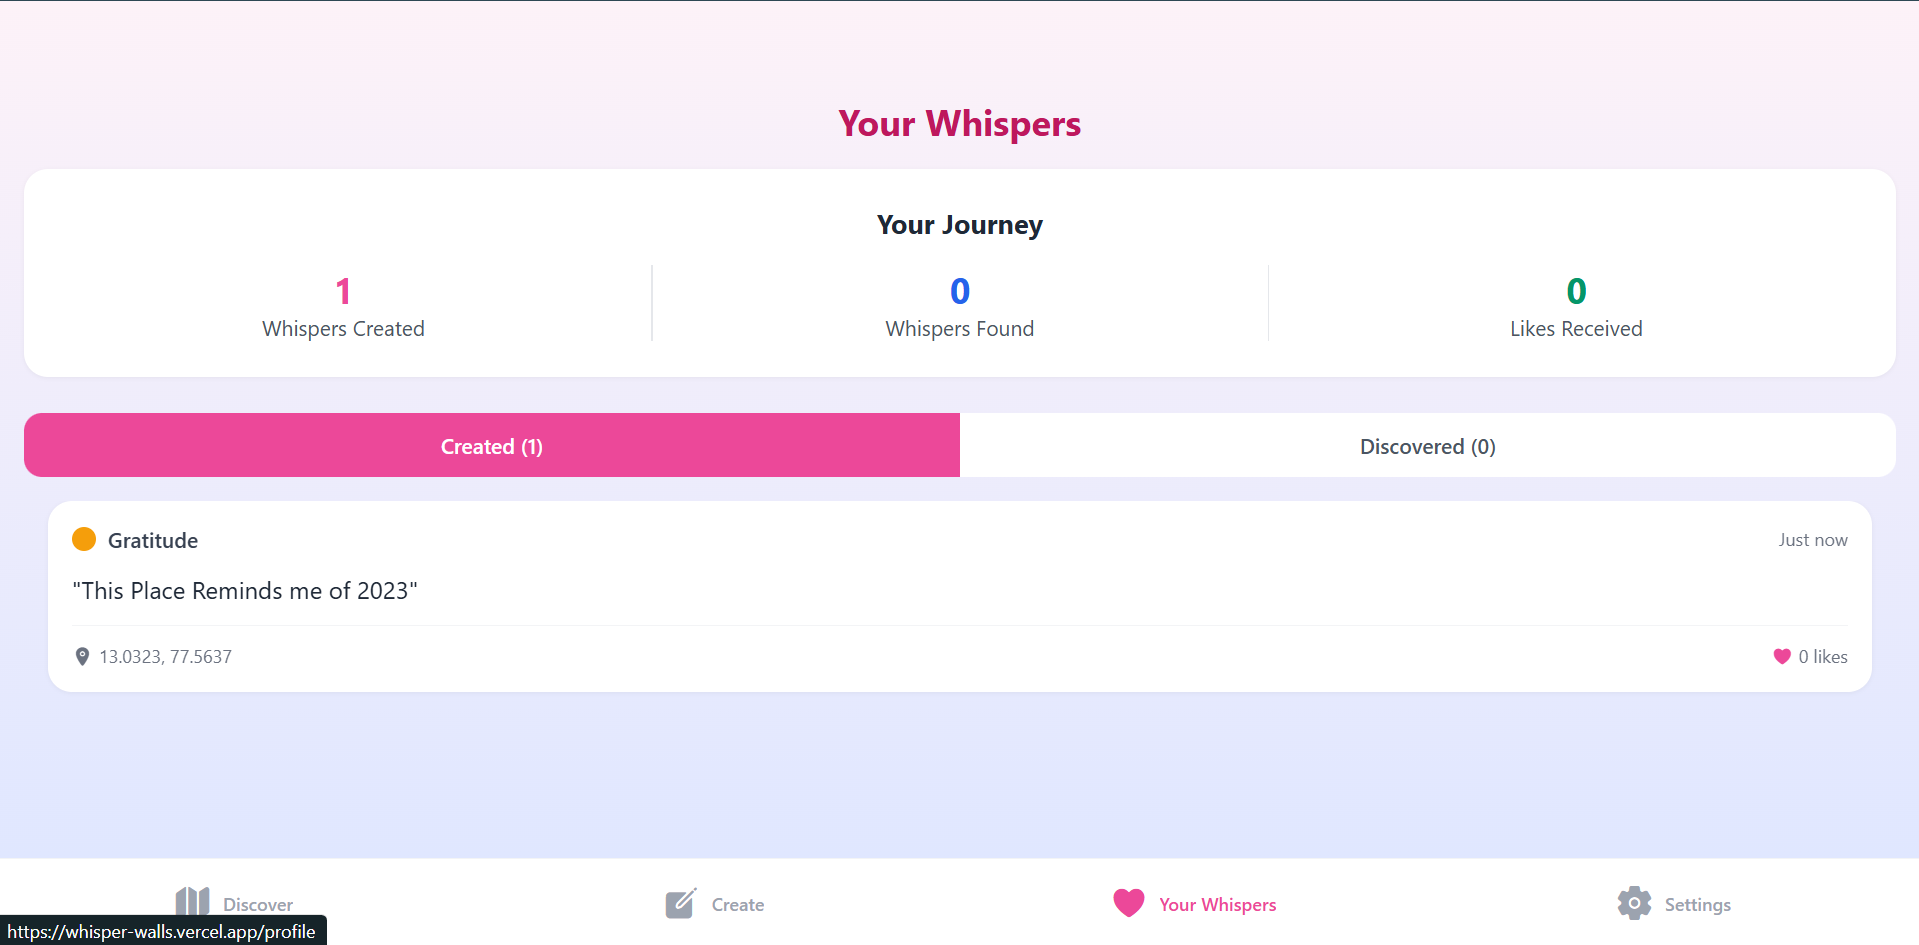 Your Whispers
Your Journey
1
Whispers Created
0
Whispers Found
0
Likes Received
Created (1)
Discovered (0)
Gratitude
Just now
"This Place Reminds me of 2023"
13.0323, 77.5637
0 likes
Discover
Create
Your Whispers
Settings
https://whisper-walls.vercel.app/profile